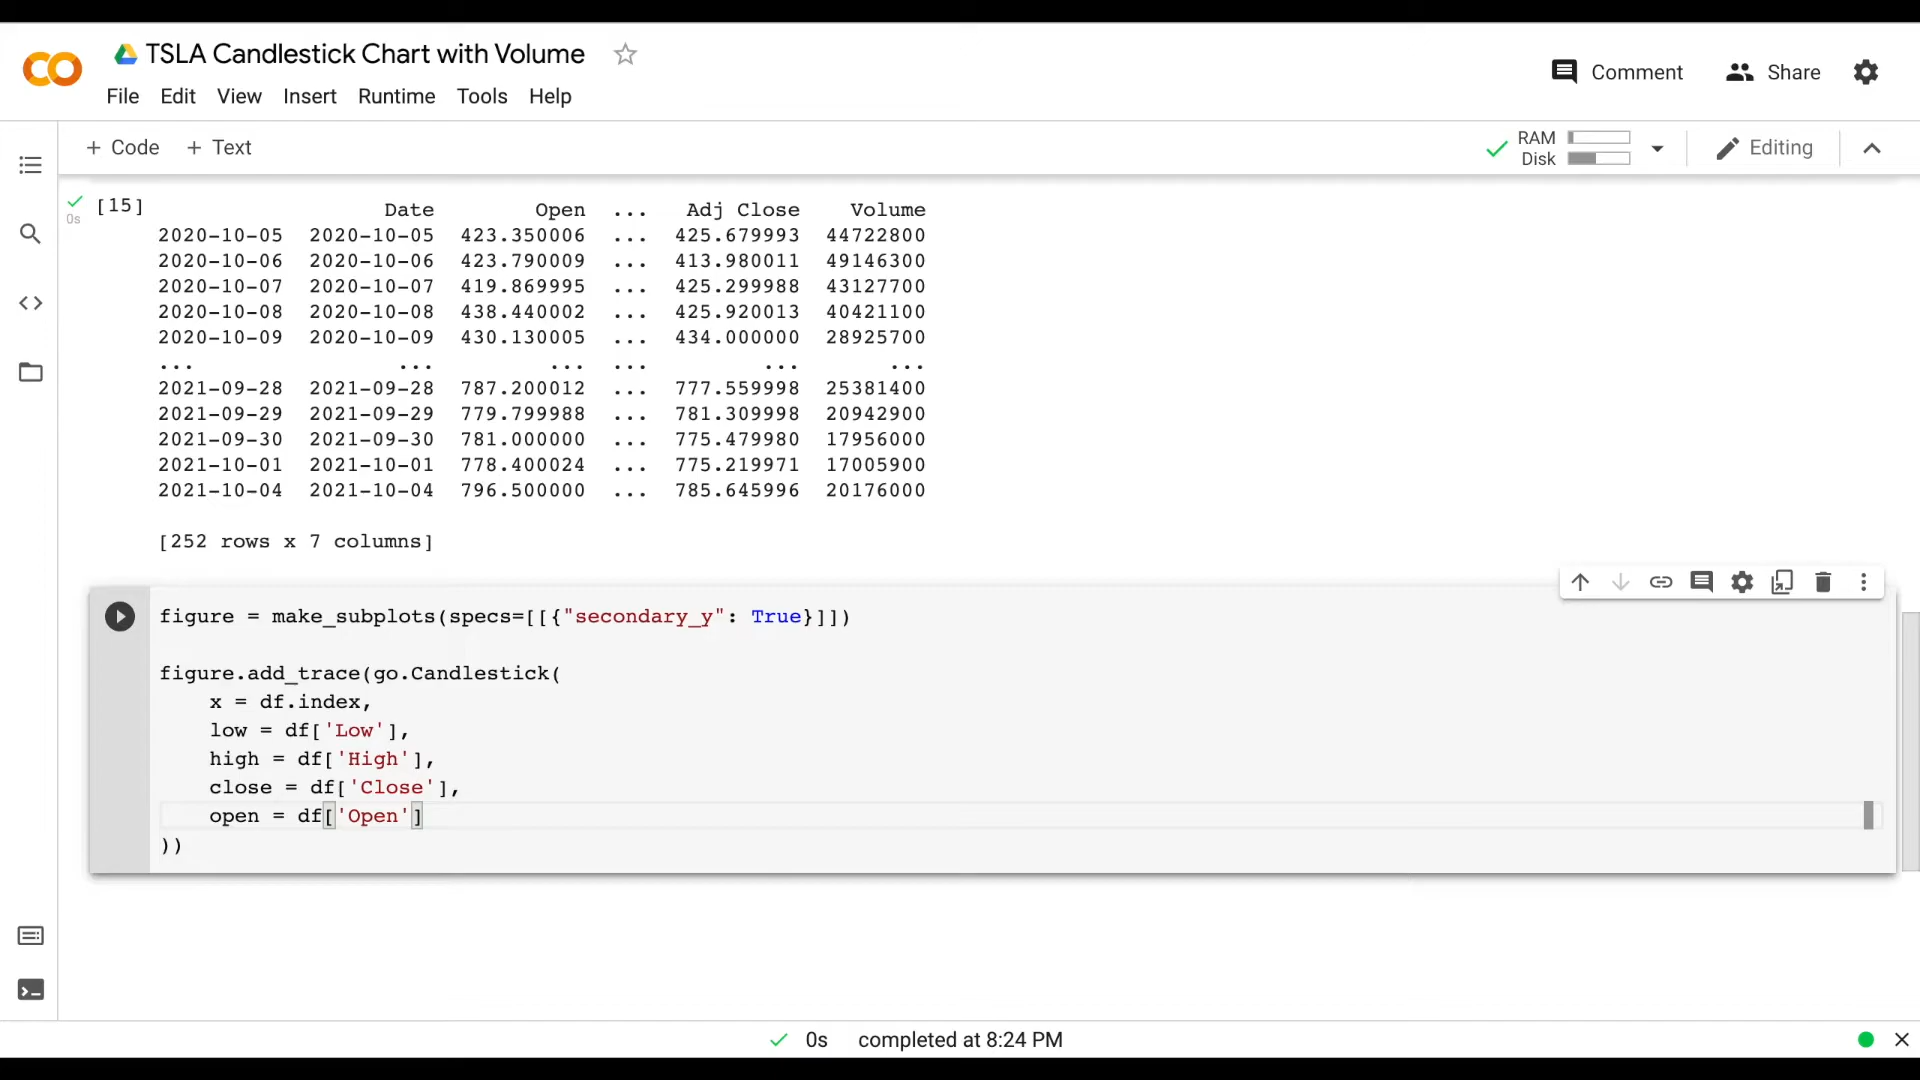 TSLA Candlestick Chart with Volume
File Edit View Insert Runtime Tools Help
Comment Share
+ Code + Text
RAM
Disk
Editing
0s
[15]
Date Open ... Adj Close Volume
2020-10-05 2020-10-05 423.350006 ... 425.679993 44722800
2020-10-06 2020-10-06 423.790009 ... 413.980011 49146300
2020-10-07 2020-10-07 419.869995 ... 425.299988 43127700
2020-10-08 2020-10-08 438.440002 ... 425.920013 40421100
2020-10-09 2020-10-09 430.130005 ... 434.000000 28925700
... ... ... ... ... ...
2021-09-28 2021-09-28 787.200012 ... 777.559998 25381400
2021-09-29 2021-09-29 779.799988 ... 781.309998 20942900
2021-09-30 2021-09-30 781.000000 ... 775.479980 17956000
2021-10-01 2021-10-01 778.400024 ... 775.219971 17005900
2021-10-04 2021-10-04 796.500000 ... 785.645996 20176000
[252 rows x 7 columns]
figure = make_subplots(specs=[[{"secondary_y": True}]])
figure.add_trace(go.Candlestick(
    x = df.index,
    low = df['Low'],
    high = df['High'],
    close = df['Close'],
    open = df['Open']
))
0s completed at 8:24 PM